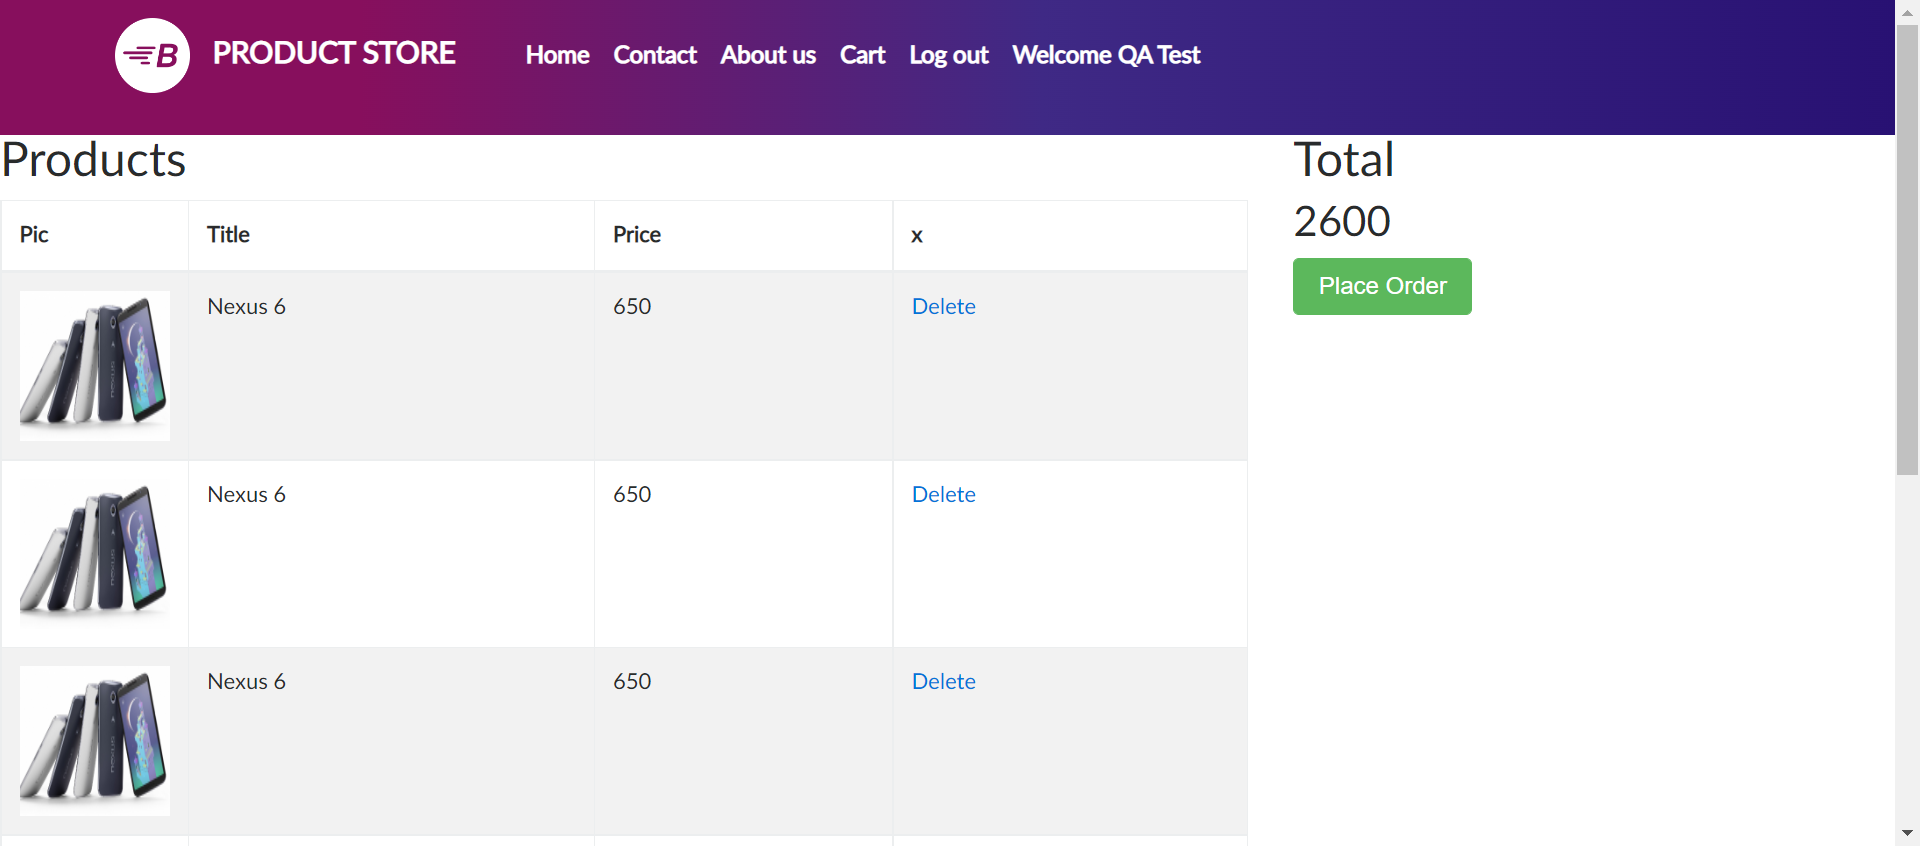 B PRODUCT STORE Home Contact About us Cart Log out Welcome QA Test
Products
Total
2600
Place Order
Pic Title Price x
Nexus 6 650 Delete
Nexus 6 650 Delete
Nexus 6 650 Delete